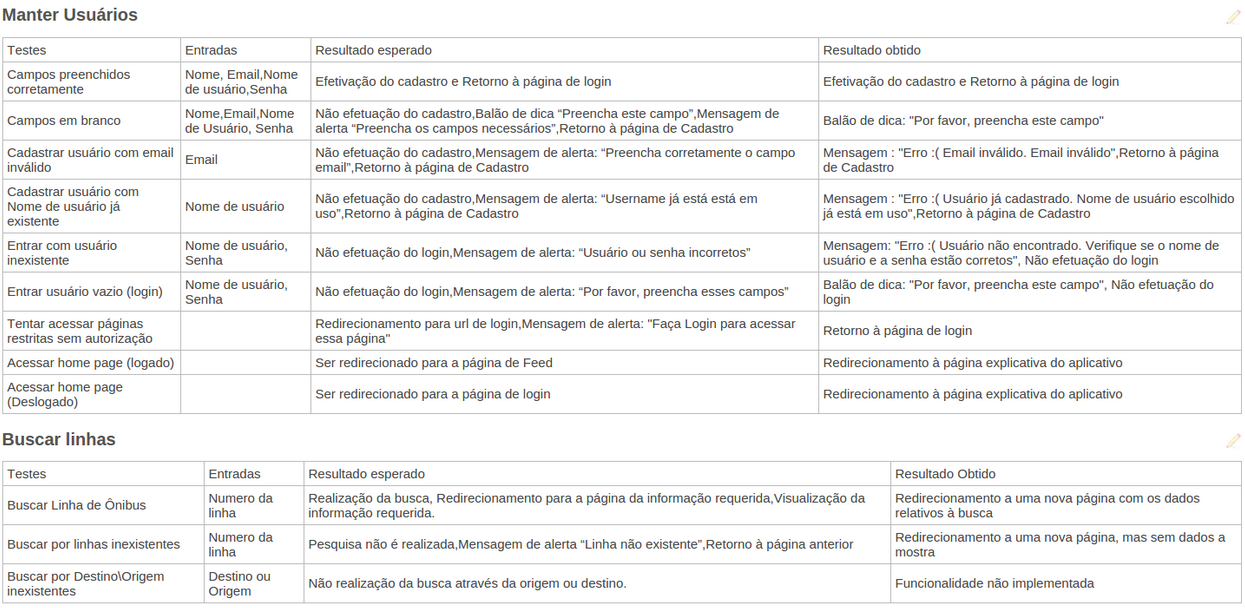 Manter Usuários
Testes Entradas Resultado esperado Resultado obtido
Campos preenchidos
corretamente
Nome, Email,Nome
de usuário,Senha
Efetivação do cadastro e Retorno à página de login
Efetivação do cadastro e Retorno à página de login
Campos em branco
Nome,Email,Nome
de Usuário, Senha
Não efetuação do cadastro,Balão de dica “Preencha este campo”,Mensagem de
alerta “Preencha os campos necessários”,Retorno à página de Cadastro
Balão de dica: "Por favor, preencha este campo"
Cadastrar usuário com email
inválido
Email
Não efetuação do cadastro,Mensagem de alerta: “Preencha corretamente o campo
email”,Retorno à página de Cadastro
Mensagem : "Erro :( Email inválido. Email inválido",Retorno à página
de Cadastro
Cadastrar usuário com
Nome de usuário já
existente
Nome de usuário
Não efetuação do cadastro,Mensagem de alerta: “Username já está está em
uso”,Retorno à página de Cadastro
Mensagem : "Erro :( Usuário já cadastrado. Nome de usuário escolhido
já está em uso",Retorno à página de Cadastro
Entrar com usuário
inexistente
Nome de usuário,
Senha
Não efetuação do login,Mensagem de alerta: “Usuário ou senha incorretos”
Mensagem: "Erro :( Usuário não encontrado. Verifique se o nome de
usuário e a senha estão corretos", Não efetuação do login
Entrar usuário vazio (login)
Nome de usuário,
Senha
Não efetuação do login,Mensagem de alerta: “Por favor, preencha esses campos”
Balão de dica: "Por favor, preencha este campo", Não efetuação do
login
Tentar acessar páginas
restritas sem autorização
Redirecionamento para url de login,Mensagem de alerta: "Faça Login para acessar
essa página"
Retorno à página de login
Acessar home page (logado)
Ser redirecionado para a página de Feed
Redirecionamento à página explicativa do aplicativo
Acessar home page
(Deslogado)
Ser redirecionado para a página de login
Redirecionamento à página explicativa do aplicativo
Buscar linhas
Testes Entradas Resultado esperado Resultado Obtido
Buscar Linha de Ônibus
Numero da
linha
Realização da busca, Redirecionamento para a página da informação requerida,Visualização da
informação requerida.
Redirecionamento a uma nova página com os dados
relativos à busca
Buscar por linhas inexistentes
Numero da
linha
Pesquisa não é realizada,Mensagem de alerta “Linha não existente”,Retorno à página anterior
Redirecionamento a uma nova página, mas sem dados a
mostra
Buscar por Destino\Origem
inexistentes
Destino ou
Origem
Não realização da busca através da origem ou destino.
Funcionalidade não implementada